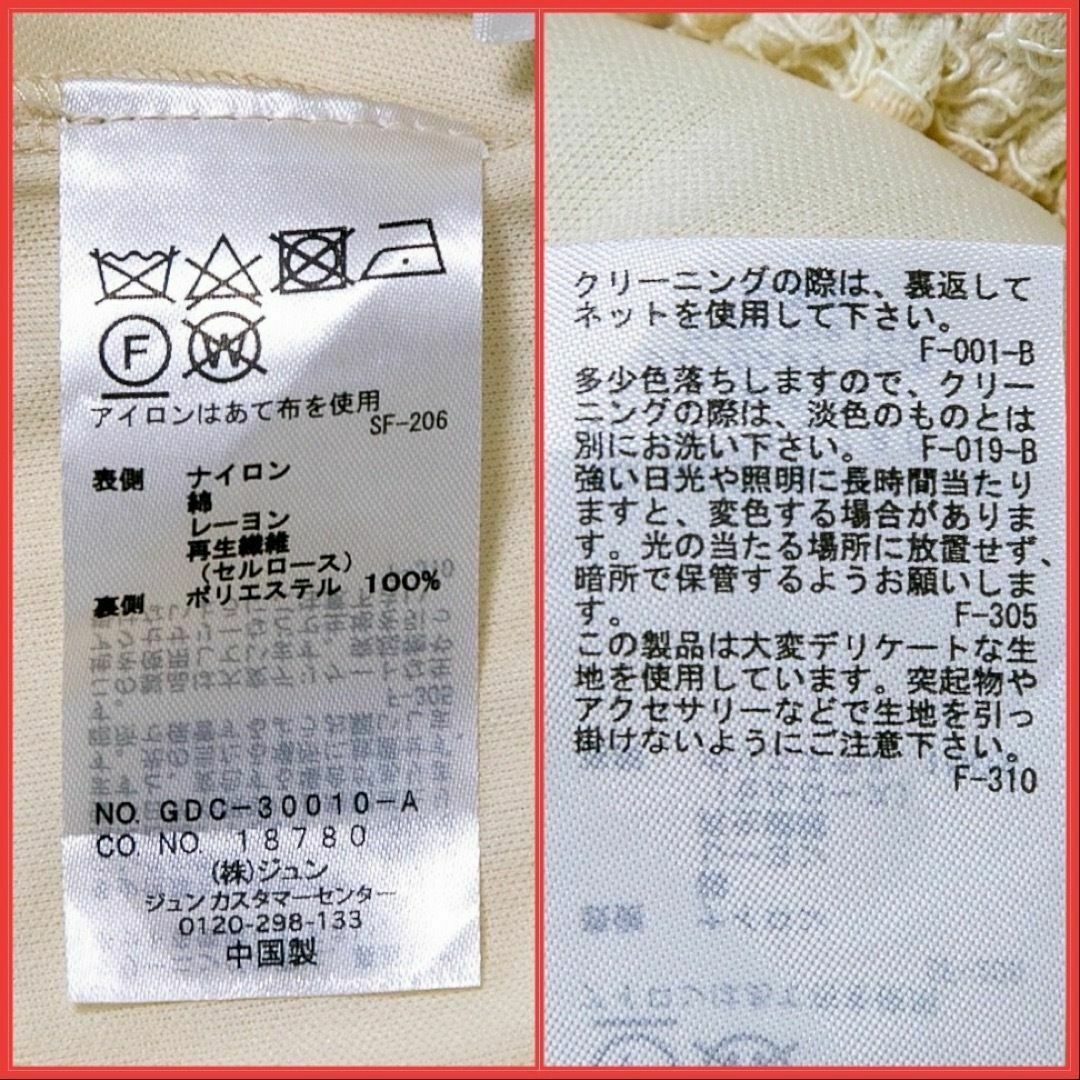 F
W
アイロンはあて布を使用
SF-206
表側 ナイロン
綿
レーヨン
再生繊維
(セルロース)
裏側 ポリエステル 100%
NO. GDC-30010-A
CO. NO. 18780
(株)ジュン
ジュンカスタマーセンター
0120-298-133
中国製
クリーニングの際は、裏返して
ネットを使用して下さい。
F-001-B
多少色落ちしますので、クリー
ニングの際は、淡色のものとは
別にお洗い下さい。 F-019-B
強い日光や照明に長時間当たり
ますと、変色する場合がありま
す。光の当たる場所に放置せず、
暗所で保管するようお願いしま
す。 F-305
この製品は大変デリケートな生
地を使用しています。突起物や
アクセサリーなどで生地を引っ
掛けないようにご注意下さい。
F-310